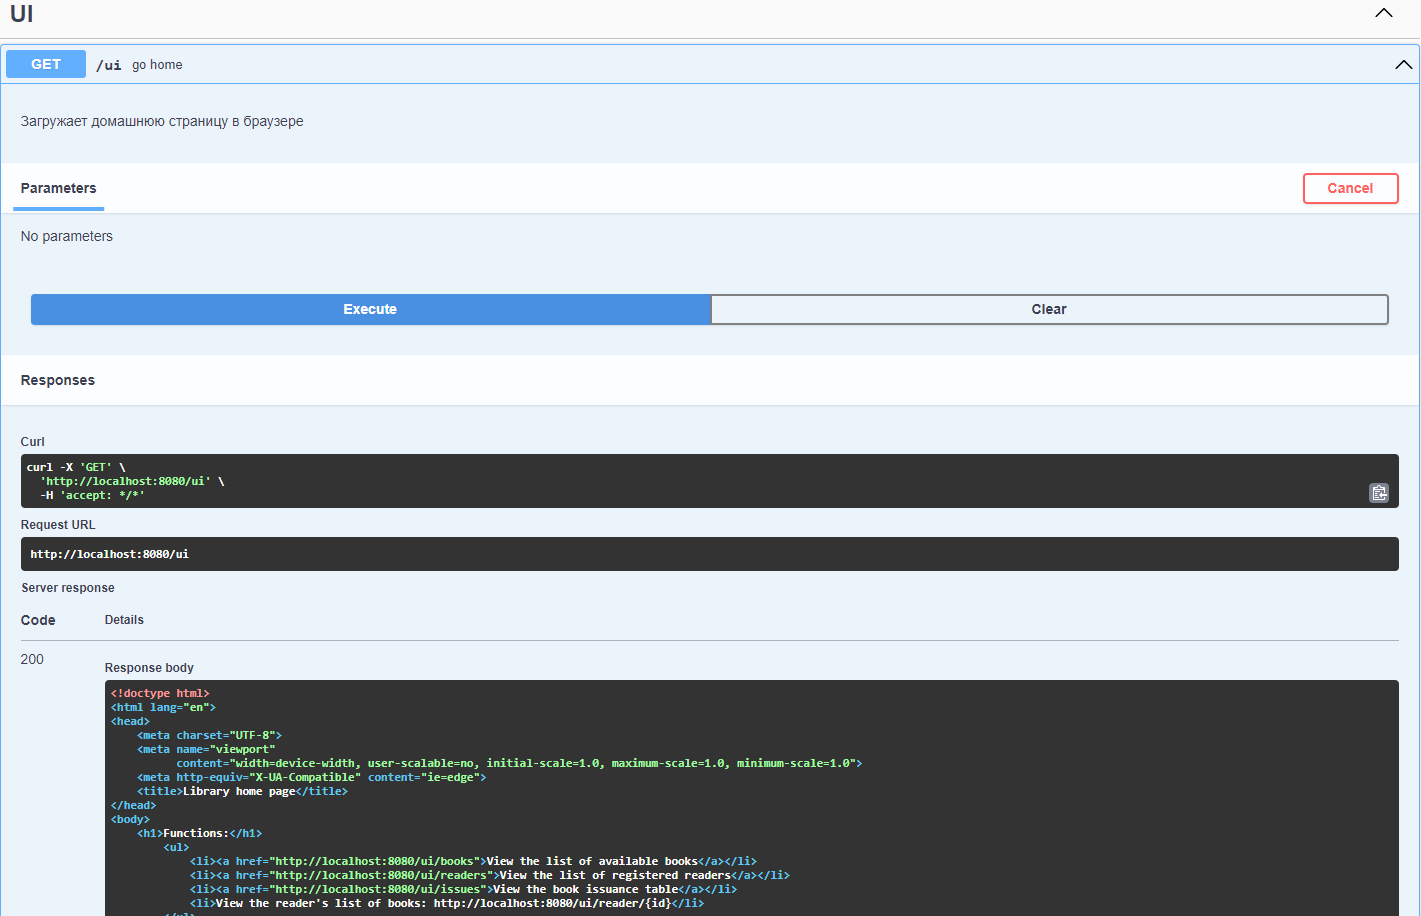 UI
GET /ui go home
Загружает домашнюю страницу в браузере
Parameters Cancel
No parameters
Execute Clear
Responses
Curl
curl -X 'GET' \
  'http://localhost:8080/ui' \
  -H 'accept: */*'
Request URL
http://localhost:8080/ui
Server response
Code Details
200
Response body
<!doctype html>
<html lang="en">
<head>
    <meta charset="UTF-8">
    <meta name="viewport"
          content="width=device-width, user-scalable=no, initial-scale=1.0, maximum-scale=1.0, minimum-scale=1.0">
    <meta http-equiv="X-UA-Compatible" content="ie=edge">
    <title>Library home page</title>
</head>
<body>
    <h1>Functions:</h1>
        <ul>
            <li><a href="http://localhost:8080/ui/books">View the list of available books</a></li>
            <li><a href="http://localhost:8080/ui/readers">View the list of registered readers</a></li>
            <li><a href="http://localhost:8080/ui/issues">View the book issuance table</a></li>
            <li>View the reader's list of books: http://localhost:8080/ui/reader/{id}</li>